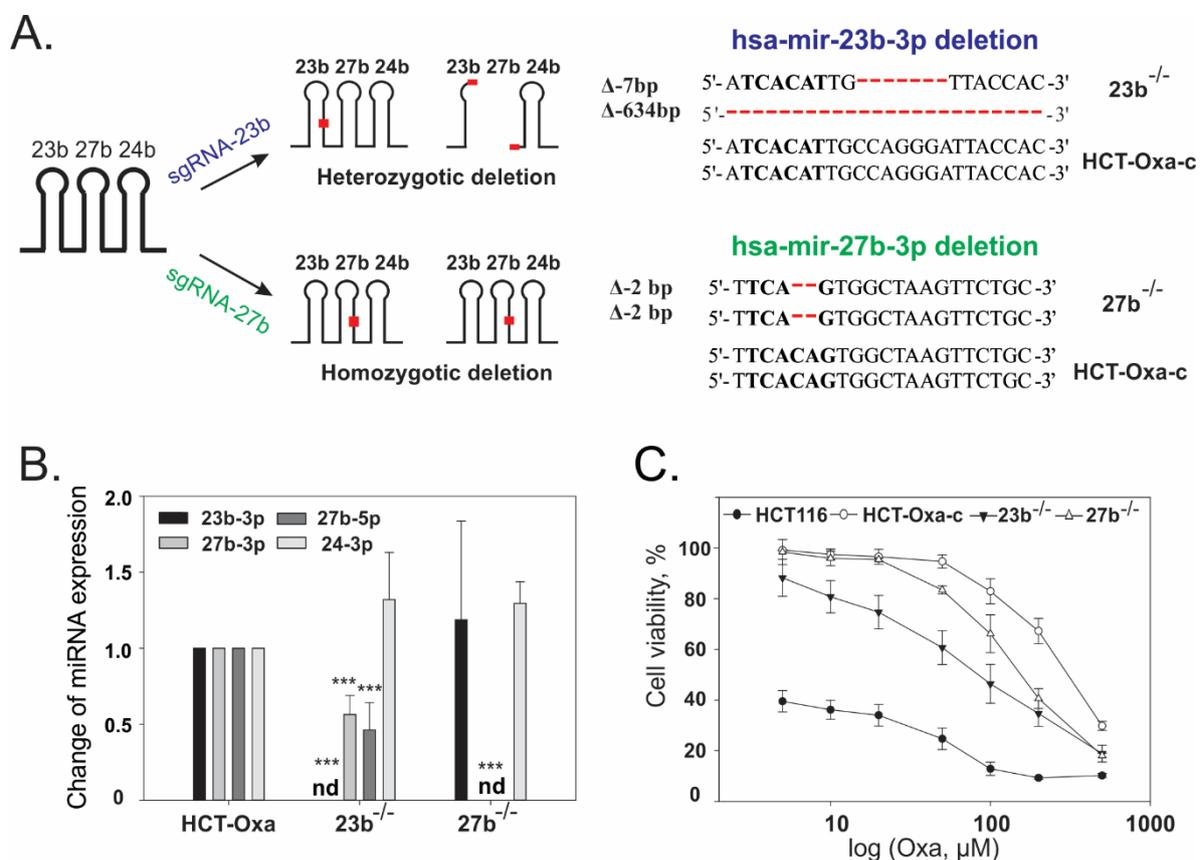 A.
23b 27b 24b
sgRNA-23b
sgRNA-27b
23b 27b 24b
23b 27b 24b
Heterozygotic deletion
23b 27b 24b
23b 27b 24b
Homozygotic deletion
hsa-mir-23b-3p deletion
Δ-7bp 5'-ATCACATTG--------TTACCAC-3'
Δ-634bp 5'- -3'
23b-/-
5'-ATCACATTGCCAGGGATTACCAC-3'
5'-ATCACATTGCCAGGGATTACCAC-3'
HCT-Oxa-c
hsa-mir-27b-3p deletion
Δ-2 bp 5'-TTCA--GTGGCTAAGTTCTGC-3'
Δ-2 bp 5'-TTCA--GTGGCTAAGTTCTGC-3'
27b-/-
5'-TTCACAGTGGCTAAGTTCTGC-3'
5'-TTCACAGTGGCTAAGTTCTGC-3'
HCT-Oxa-c
B.
Change of miRNA expression
2.0
1.5
1.0
0.5
0
23b-3p 27b-5p
27b-3p 24-3p
*** ***
*** ***
nd nd
HCT-Oxa 23b-/- 27b-/-
C.
Cell viability, %
100
80
60
40
20
0
HCT116 HCT-Oxa-c 23b-/- 27b-/-
10 100 1000
log (Oxa, µM)